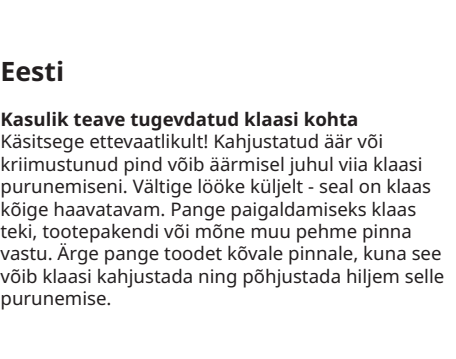 Eesti
Kasulik teave tugevdatud klaasi kohta
Käsitsege ettevaatlikult! Kahjustatud äär või
kriimustunud pind võib äärmisel juhul viia klaasi
purunemiseni. Vältige lööke küljelt - seal on klaas
kõige haavatavam. Pange paigaldamiseks klaas
teki, tootepakendi või mõne muu pehme pinna
vastu. Ärge pange toodet kõvale pinnale, kuna see
võib klaasi kahjustada ning põhjustada hiljem selle
purunemise.